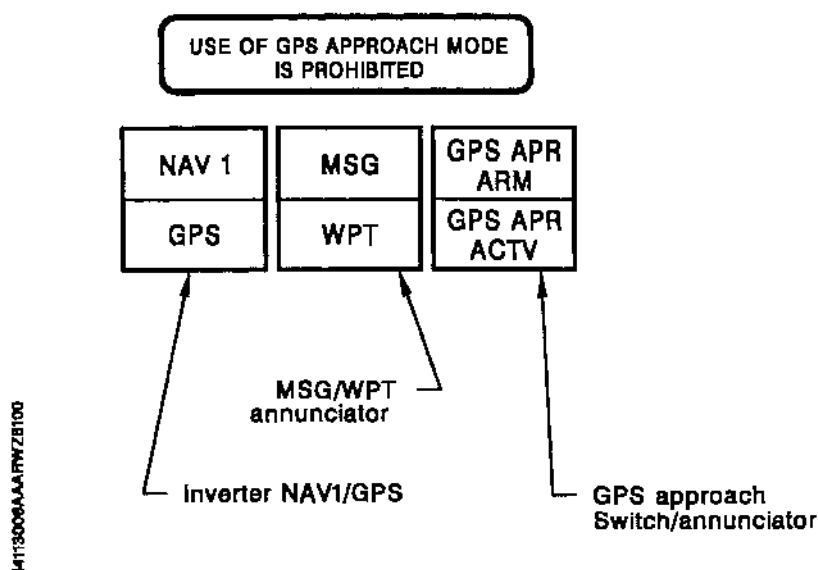 USE OF GPS APPROACH MODE
IS PROHIBITED
NAV 1
GPS
MSG
WPT
GPS APR
ARM
GPS APR
ACTV
MSG/WPT
annunciator
Inverter NAV1/GPS
GPS approach
Switch/annunciator